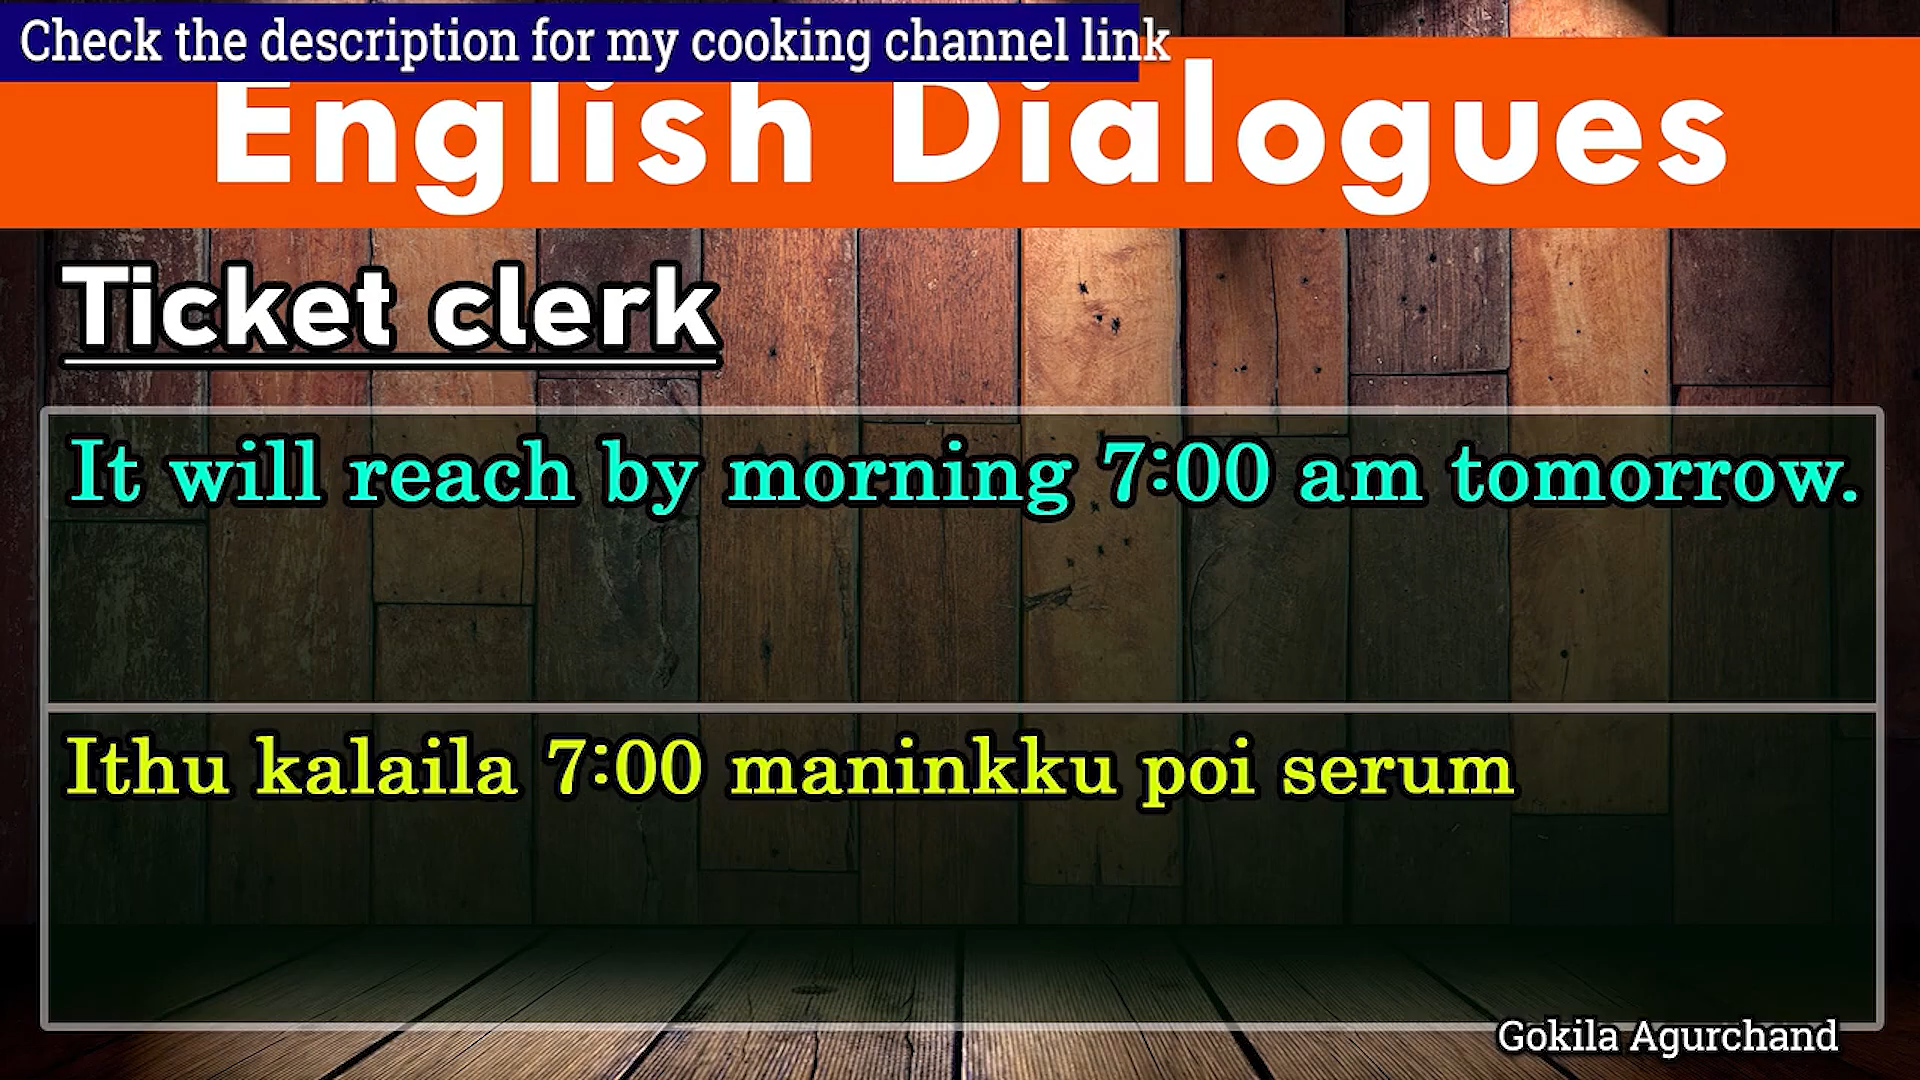 Check the description for my cooking channel link
English Dialogues
Ticket clerk
It will reach by morning 7:00 am tomorrow.
Ithu kalaila 7:00 maninkku poi serum
Gokila Agurchand